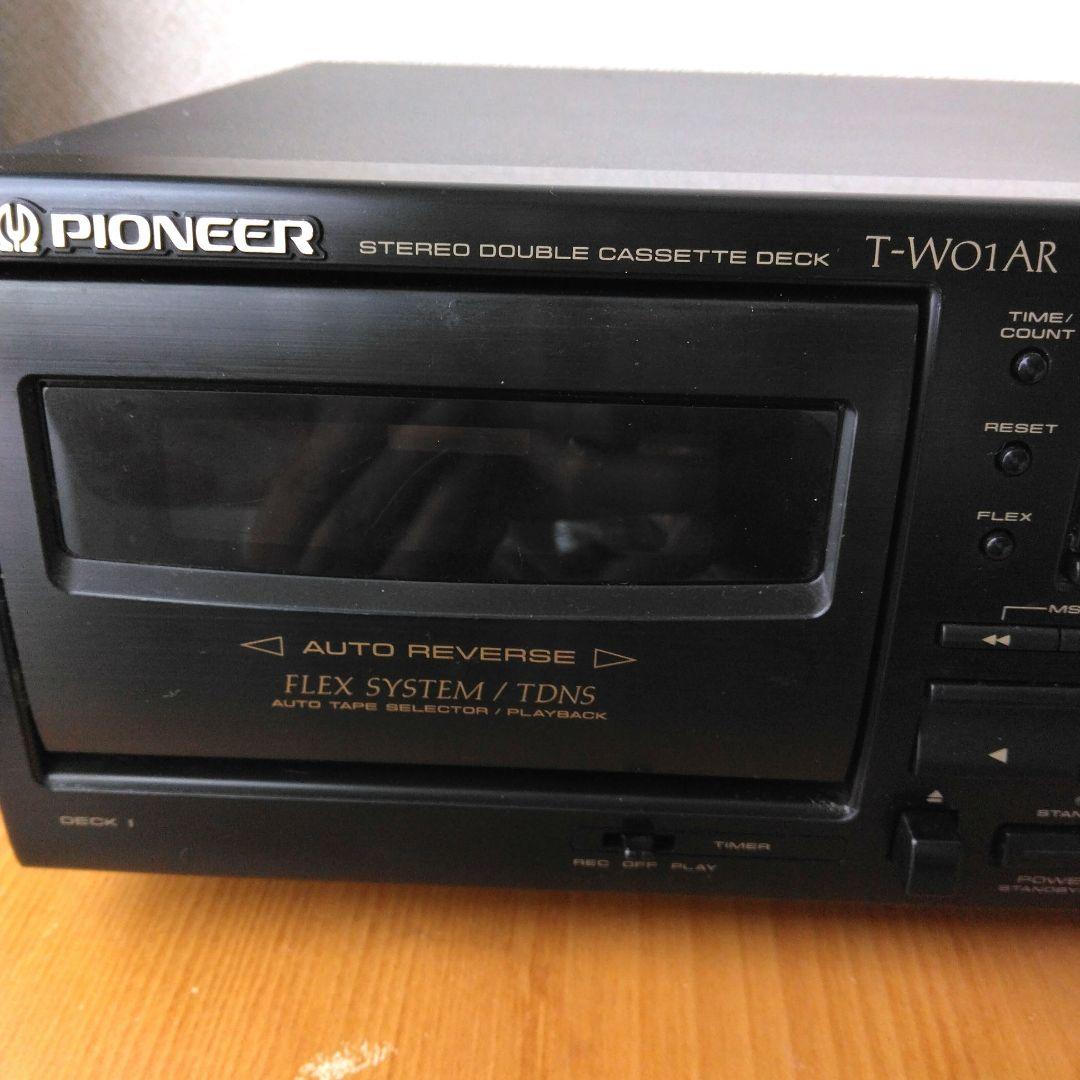 PIONEER
STEREO DOUBLE CASSETTE DECK T-W01AR
TIME/
COUNT
RESET
FLEX
AUTO REVERSE
FLEX SYSTEM / TDNS
AUTO TAPE SELECTOR / PLAYBACK
DECK 1
TIMER
REC OFF PLAY